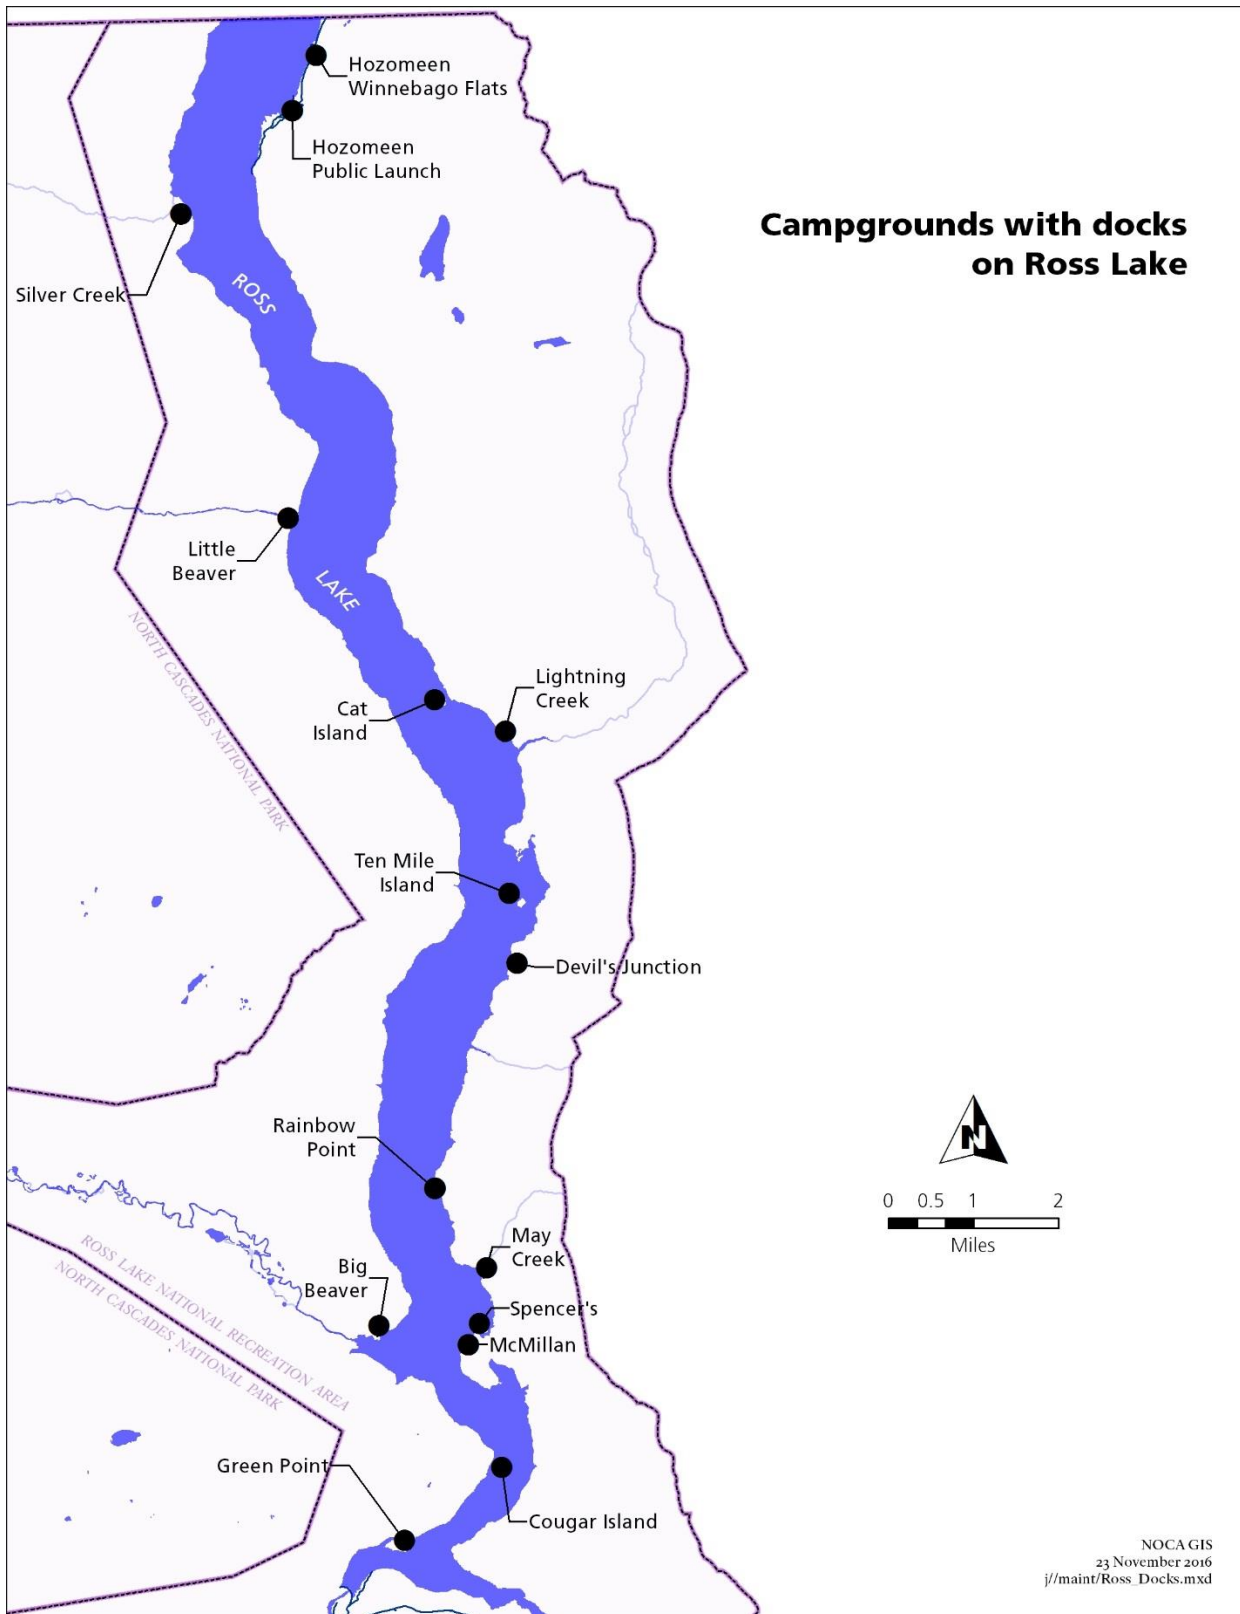 Hozomeen
Winnebago Flats
Hozomeen
Public Launch
Campgrounds with docks
on Ross Lake
Silver Creek
ROSS
Little
Beaver
LAKE
NORTH CASCADES NATIONAL PARK
Lightning
Creek
Cat
Island
Ten Mile
Island
Devil's Junction
Rainbow
Point
N
0 0.5 1 2
Miles
May
Creek
Big
Beaver
Spencer's
McMillan
ROSS LAKE NATIONAL RECREATION AREA
NORTH CASCADES NATIONAL PARK
Green Point
Cougar Island
NOCA GIS
23 November 2016
j//maint/Ross_Docks.mxd